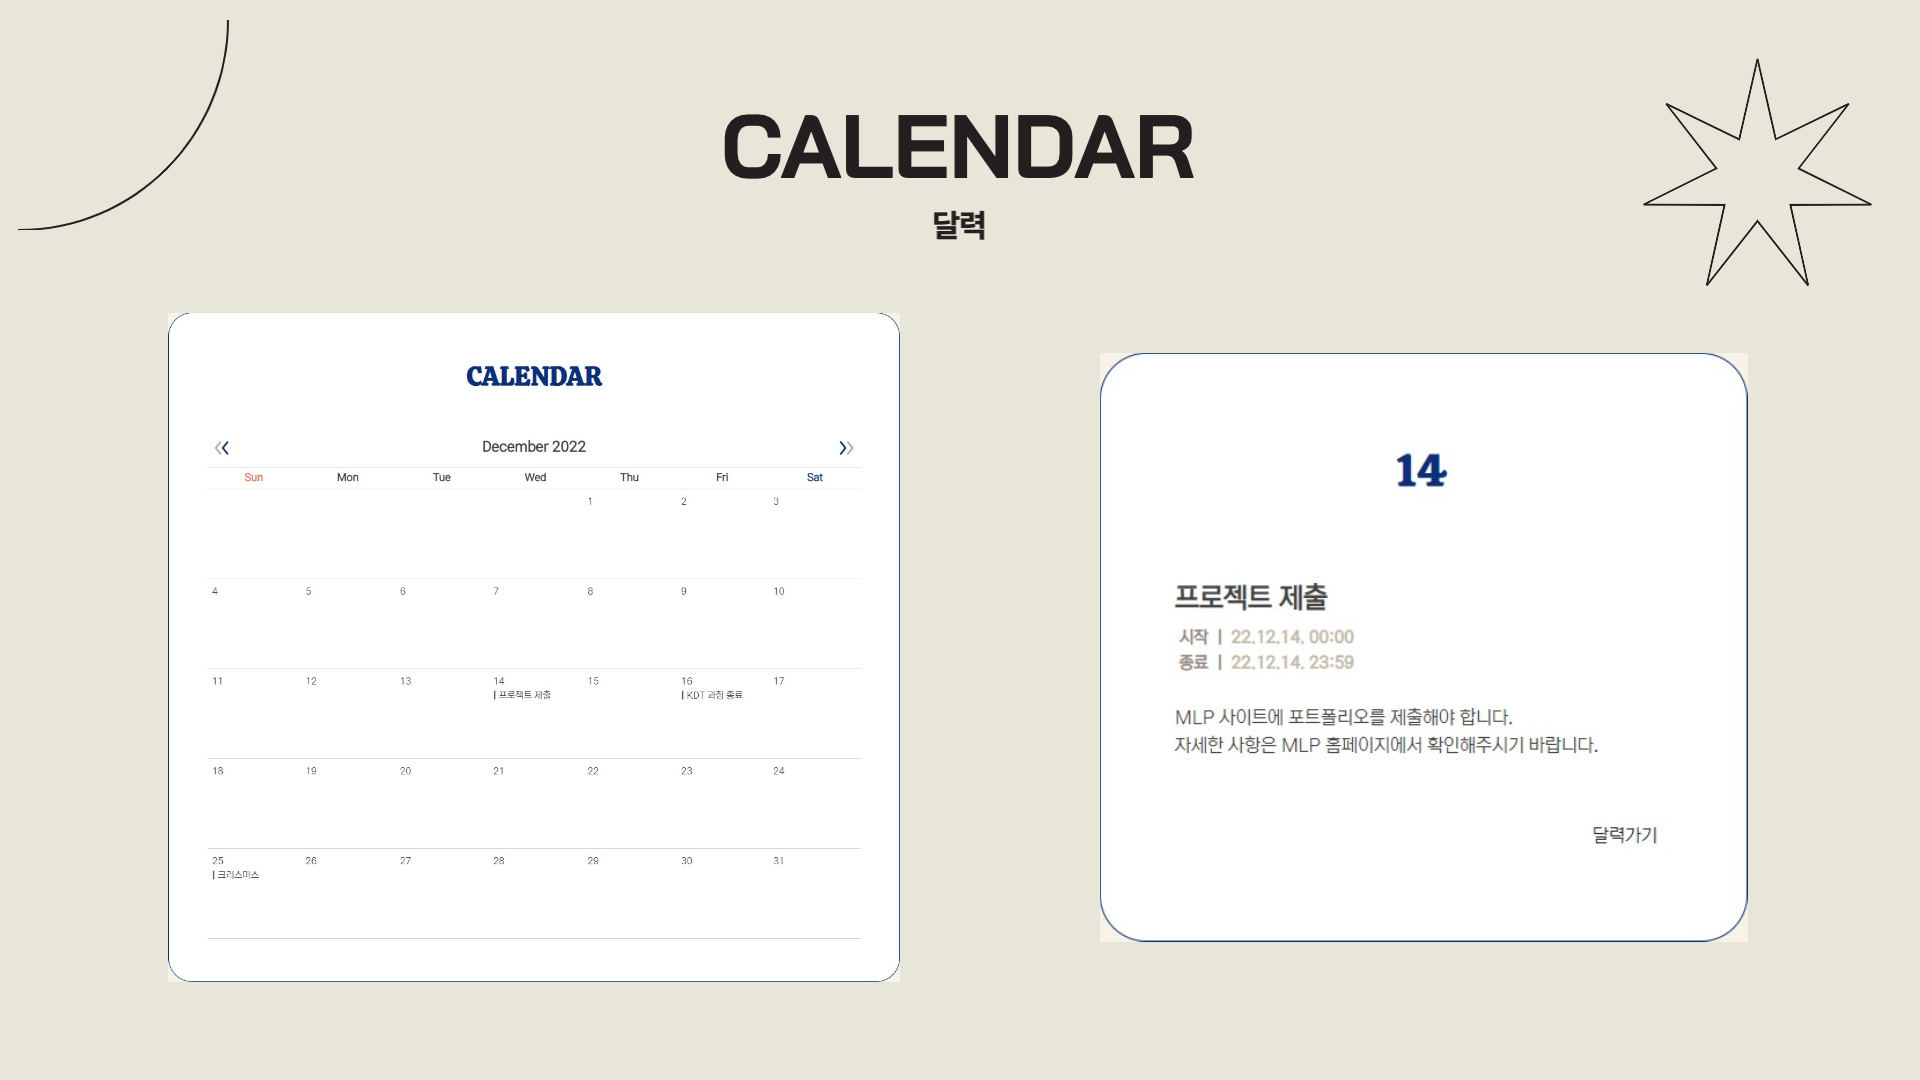 CALENDAR
달력
CALENDAR
December 2022
Sun Mon Tue Wed Thu Fri Sat
1 2 3
4 5 6 7 8 9 10
11 12 13 14 15 16 17
| 프로젝트 제출 | KDT 과정 종료
18 19 20 21 22 23 24
25 26 27 28 29 30 31
| 크리스마스
14
프로젝트 제출
시작 | 22.12.14. 00:00
종료 | 22.12.14. 23:59
MLP 사이트에 포트폴리오를 제출해야 합니다.
자세한 사항은 MLP 홈페이지에서 확인해주시기 바랍니다.
달력가기